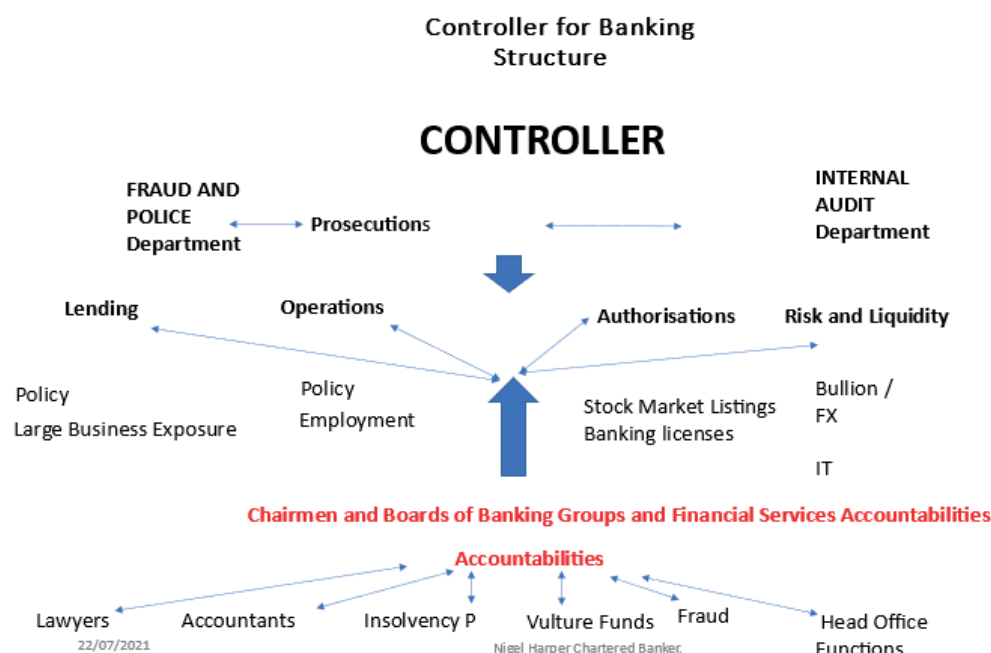 Controller for Banking
Structure
CONTROLLER
FRAUD AND
POLICE
Department
Prosecutions
INTERNAL
AUDIT
Department
Lending
Operations
Authorisations
Risk and Liquidity
Policy
Large Business Exposure
Policy
Employment
Stock Market Listings
Banking licenses
Bullion /
FX
IT
Chairmen and Boards of Banking Groups and Financial Services Accountabilities
Accountabilities
Lawyers
Accountants
Insolvency P
Vulture Funds
Fraud
Head Office
Functions
22/07/2021
Nigel Harper Chartered Banker.